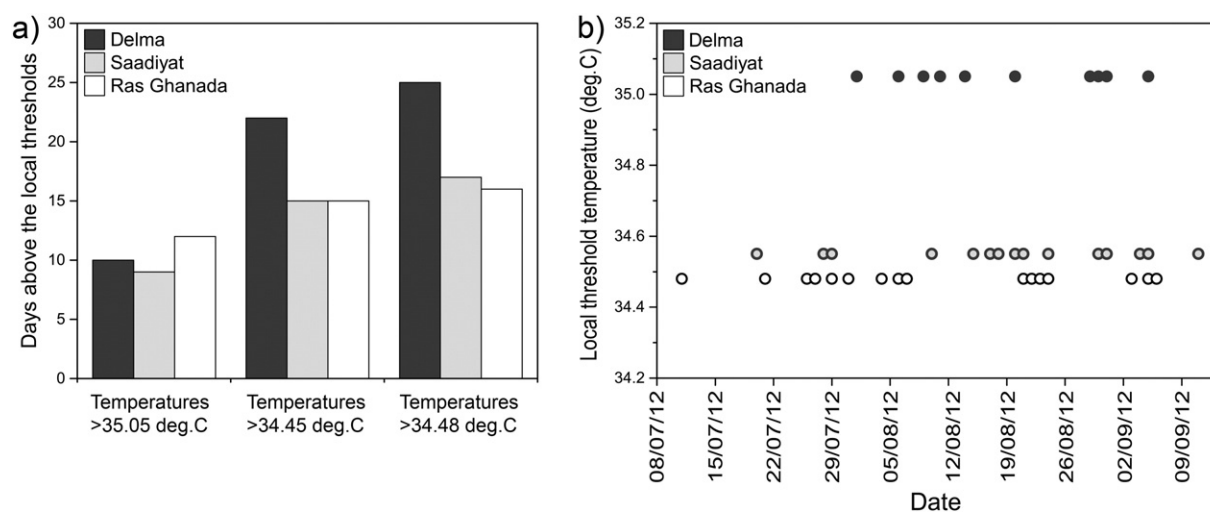 a)
Days above the local thresholds
30
25
20
15
10
5
0
Delma
Saadiyat
Ras Ghanada
Temperatures
>35.05 deg.C
Temperatures
>34.45 deg.C
Temperatures
>34.48 deg.C
b)
Local threshold temperature (deg.C)
35.2
35.0
34.8
34.6
34.4
34.2
Delma
Saadiyat
Ras Ghanada
08/07/12
15/07/12
22/07/12
29/07/12
05/08/12
12/08/12
19/08/12
26/08/12
02/09/12
09/09/12
Date